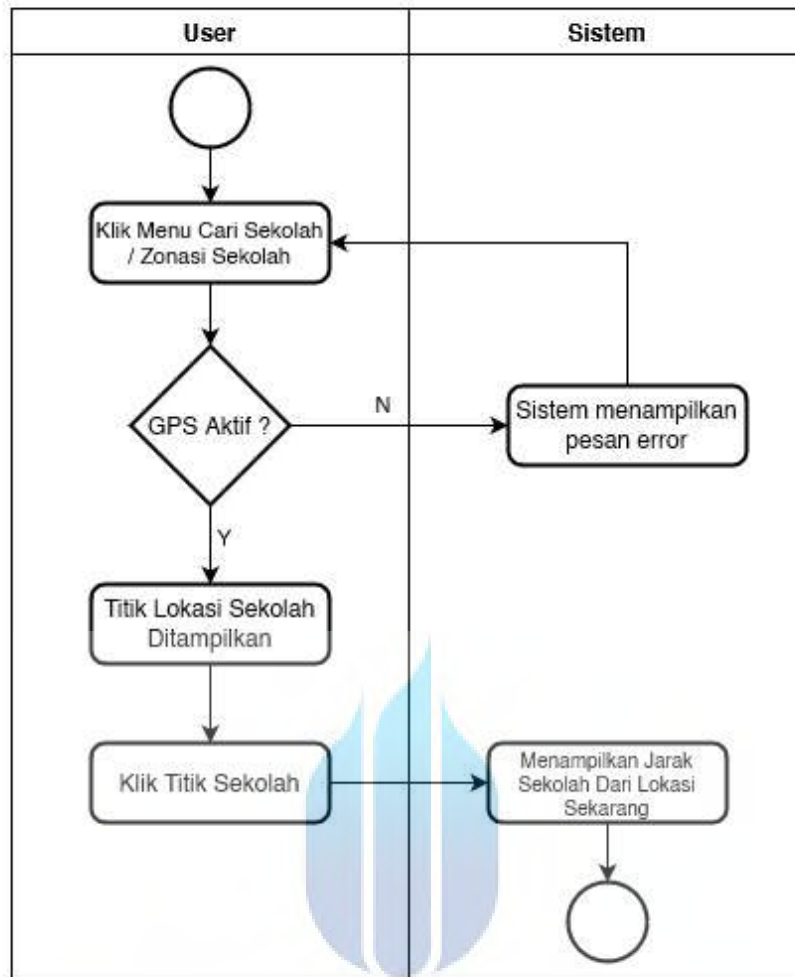 User
Sistem
Klik Menu Cari Sekolah
/ Zonasi Sekolah
GPS Aktif ?
N
Sistem menampilkan
pesan error
Y
Titik Lokasi Sekolah
Ditampilkan
Klik Titik Sekolah
Menampilkan Jarak
Sekolah Dari Lokasi
Sekarang